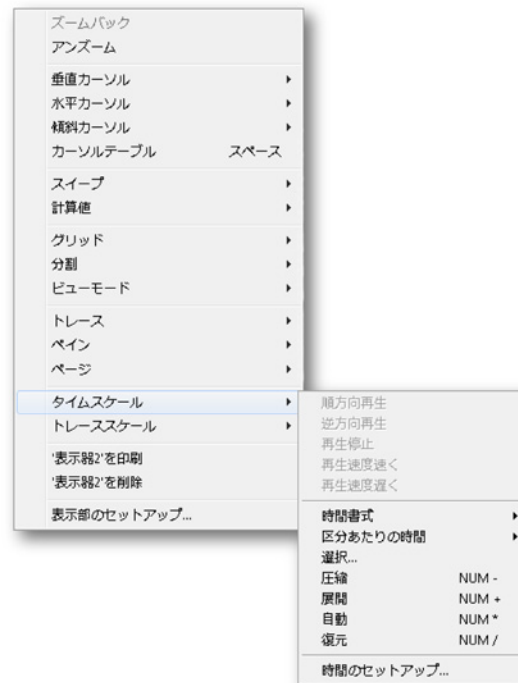 ズームバック
アンズーム
垂直カーソル
水平カーソル
傾斜カーソル
カーソルテーブル スペース
スイープ
計算値
グリッド
分割
ビューモード
トレース
ペイン
ページ
タイムスケール
トレーススケール
'表示器2'を印刷
'表示器2'を削除
表示部のセットアップ...
順方向再生
逆方向再生
再生停止
再生速度速く
再生速度遅く
時間書式
区分あたりの時間
選択...
圧縮 NUM -
展開 NUM +
自動 NUM *
復元 NUM /
時間のセットアップ...